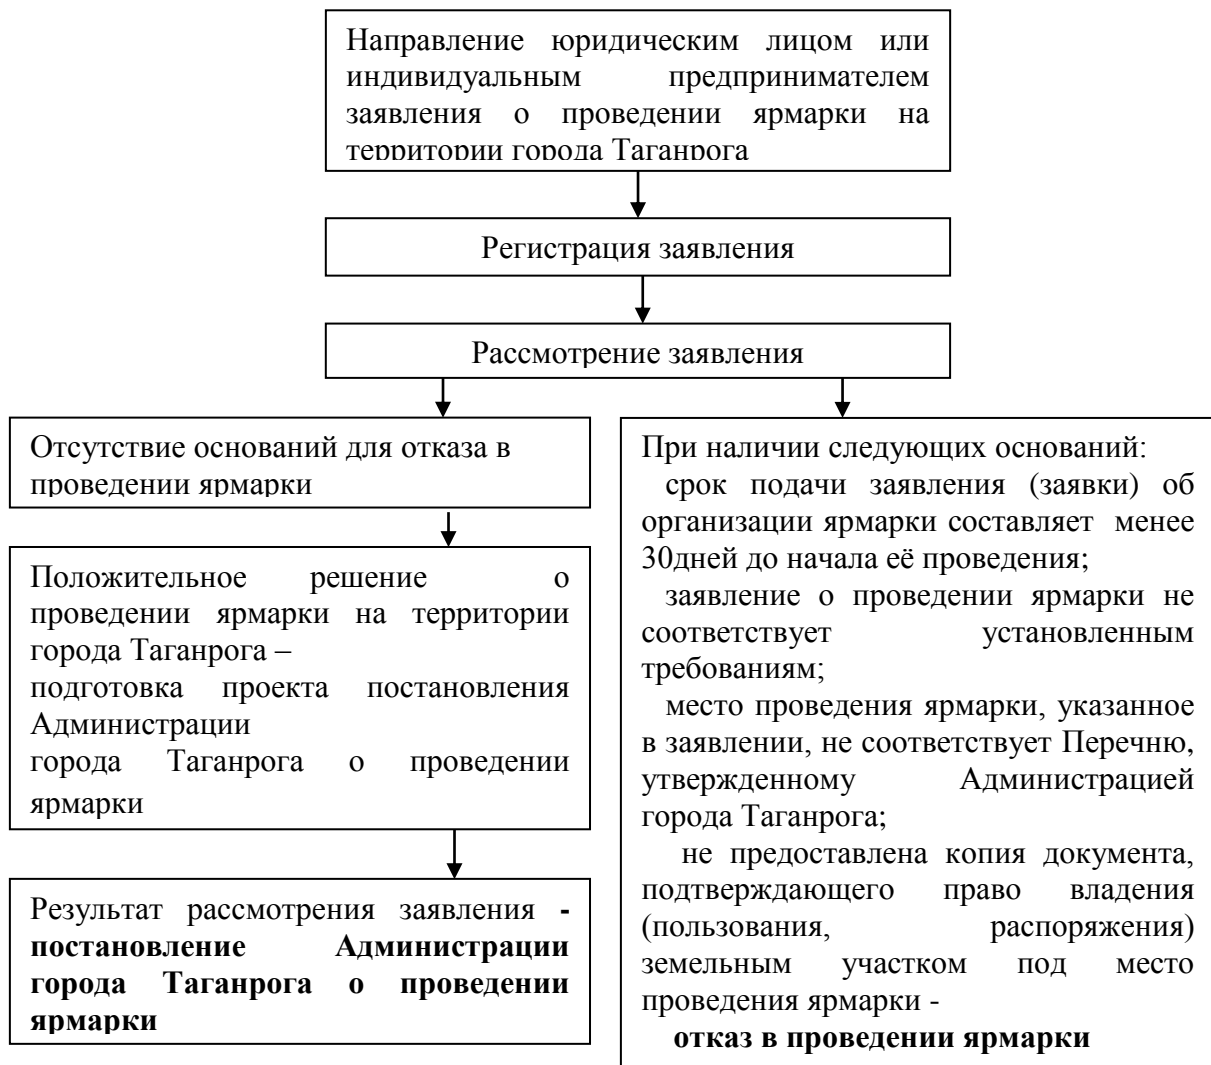 Направление юридическим лицом или
индивидуальным предпринимателем
заявления о проведении ярмарки на
территории города Таганрога
Регистрация заявления
Рассмотрение заявления
Отсутствие оснований для отказа в
проведении ярмарки
Положительное решение о
проведении ярмарки на территории
города Таганрога –
подготовка проекта постановления
Администрации
города Таганрога о проведении
ярмарки
Результат рассмотрения заявления -
постановление Администрации
города Таганрога о проведении
ярмарки
При наличии следующих оснований:
срок подачи заявления (заявки) об
организации ярмарки составляет менее
30дней до начала её проведения;
заявление о проведении ярмарки не
соответствует установленным
требованиям;
место проведения ярмарки, указанное
в заявлении, не соответствует Перечню,
утвержденному Администрацией
города Таганрога;
не предоставлена копия документа,
подтверждающего право владения
(пользования, распоряжения)
земельным участком под место
проведения ярмарки -
отказ в проведении ярмарки